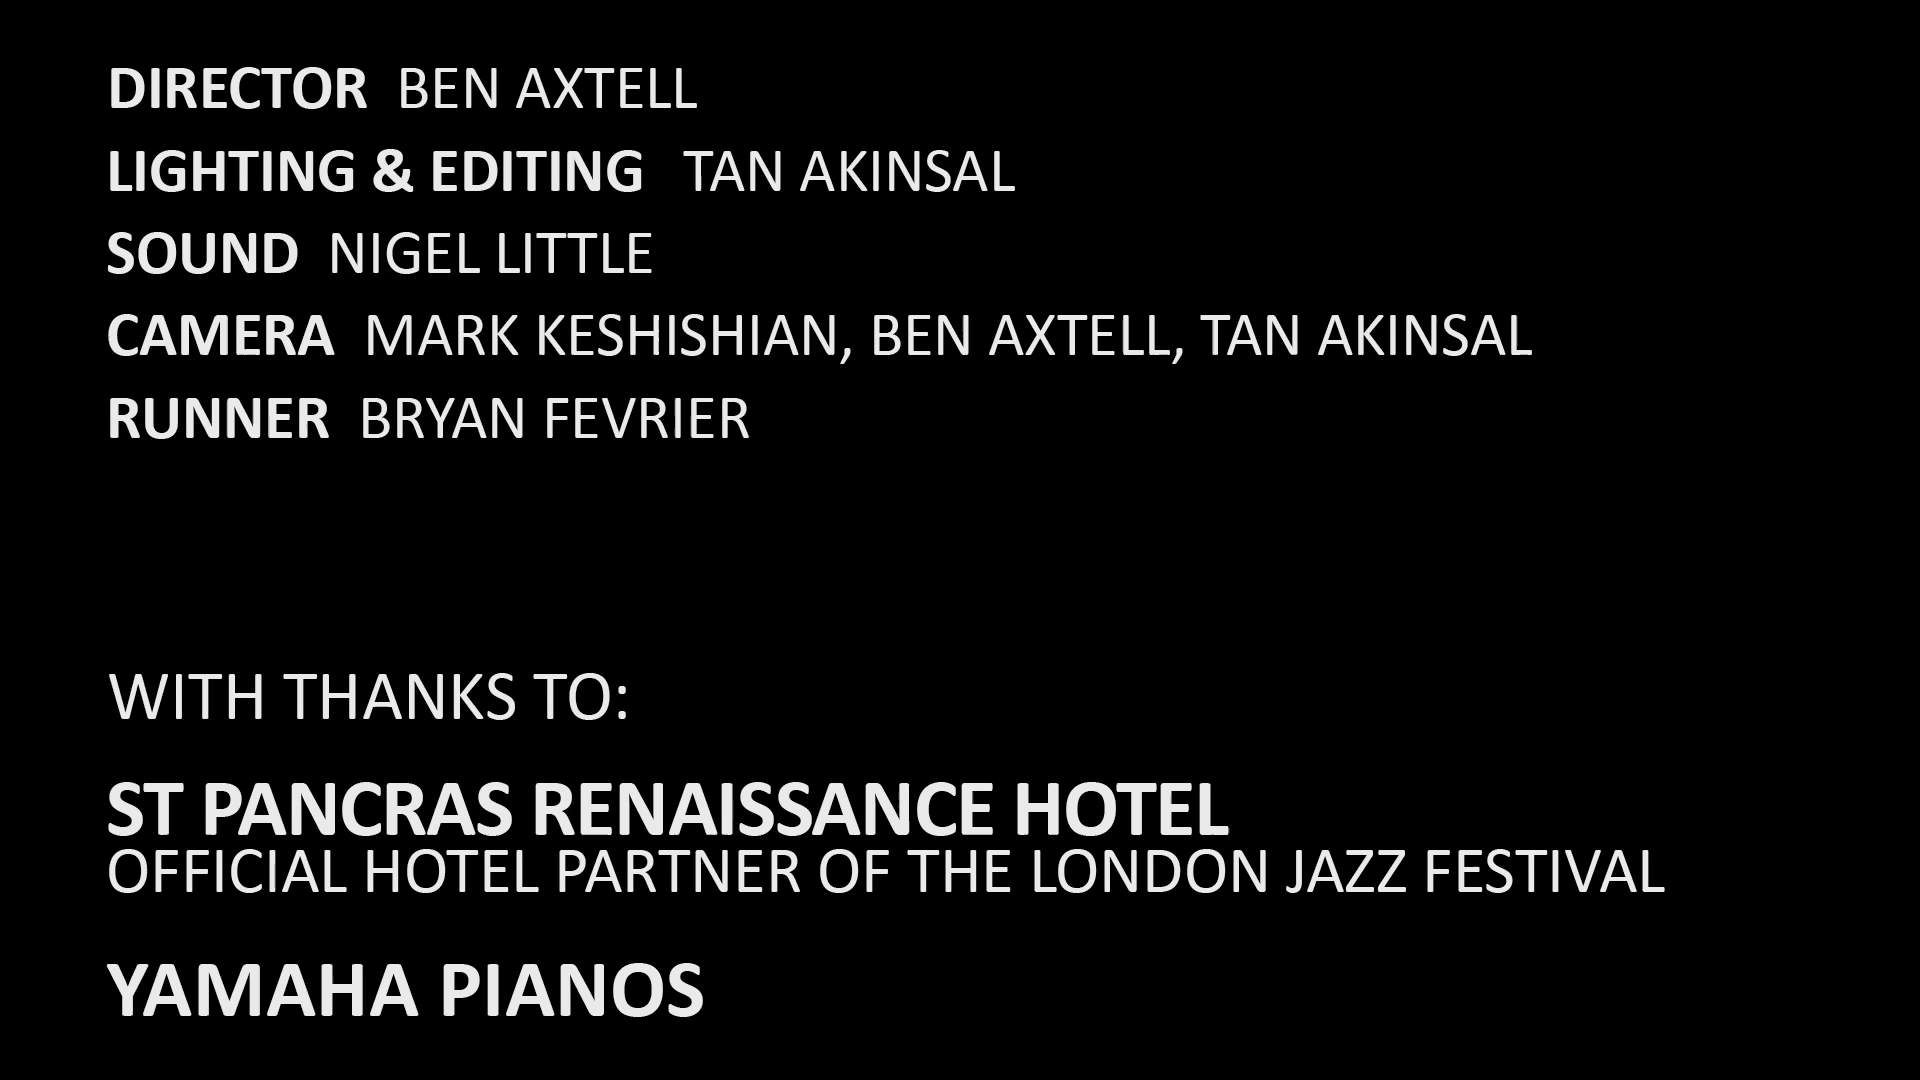 DIRECTOR BEN AXTELL
LIGHTING & EDITING TAN AKINSAL
SOUND NIGEL LITTLE
CAMERA MARK KESHISHIAN, BEN AXTELL, TAN AKINSAL
RUNNER BRYAN FEVRIER
WITH THANKS TO:
ST PANCRAS RENAISSANCE HOTEL
OFFICIAL HOTEL PARTNER OF THE LONDON JAZZ FESTIVAL
YAMAHA PIANOS